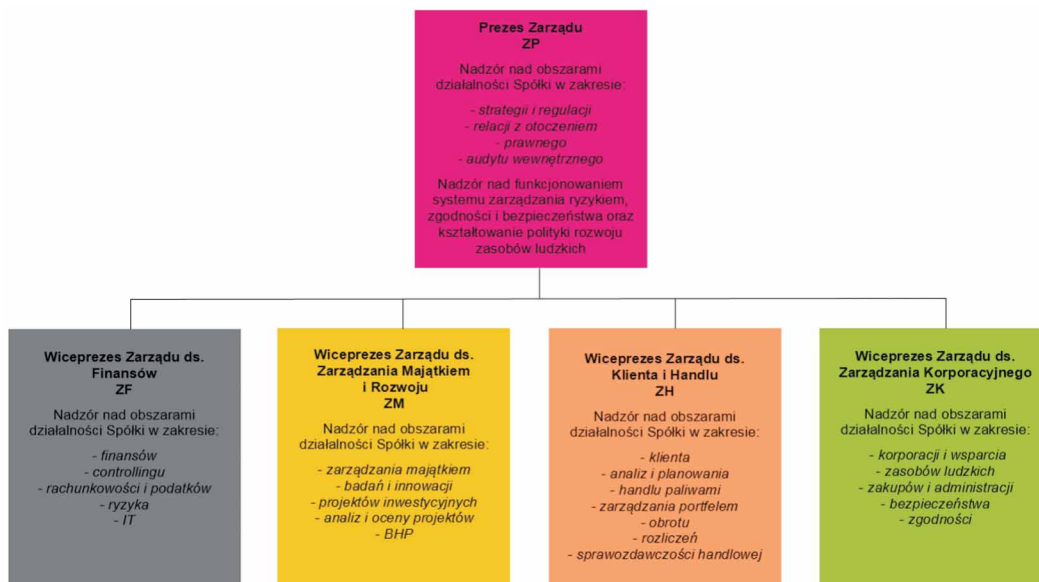 Prezes Zarządu
ZP
Nadzór nad obszarami
działalności Spółki w zakresie:
- strategii i regulacji
- relacji z otoczeniem
- prawnego
- audytu wewnętrznego
Nadzór nad funkcjonowaniem
systemu zarządzania ryzykiem,
zgodności i bezpieczeństwa oraz
kształtowanie polityki rozwoju
zasobów ludzkich
Wiceprezes Zarządu ds.
Finansów
ZF
Nadzór nad obszarami
działalności Spółki w zakresie:
- finansów
- controllingu
- rachunkowości i podatków
- ryzyka
- IT
Wiceprezes Zarządu ds.
Zarządzania Majątkiem
i Rozwoju
ZM
Nadzór nad obszarami
działalności Spółki w zakresie:
- zarządzania majątkiem
- badań i innowacji
- projektów inwestycyjnych
- analiz i oceny projektów
- BHP
Wiceprezes Zarządu ds.
Klienta i Handlu
ZH
Nadzór nad obszarami
działalności Spółki w zakresie:
- klienta
- analiz i planowania
- handlu paliwami
- zarządzania portfelem
- obrotu
- rozliczeń
- sprawozdawczości handlowej
Wiceprezes Zarządu ds.
Zarządzania Korporacyjnego
ZK
Nadzór nad obszarami
działalności Spółki w zakresie:
- korporacji i wsparcia
- zasobów ludzkich
- zakupów i administracji
- bezpieczeństwa
- zgodności